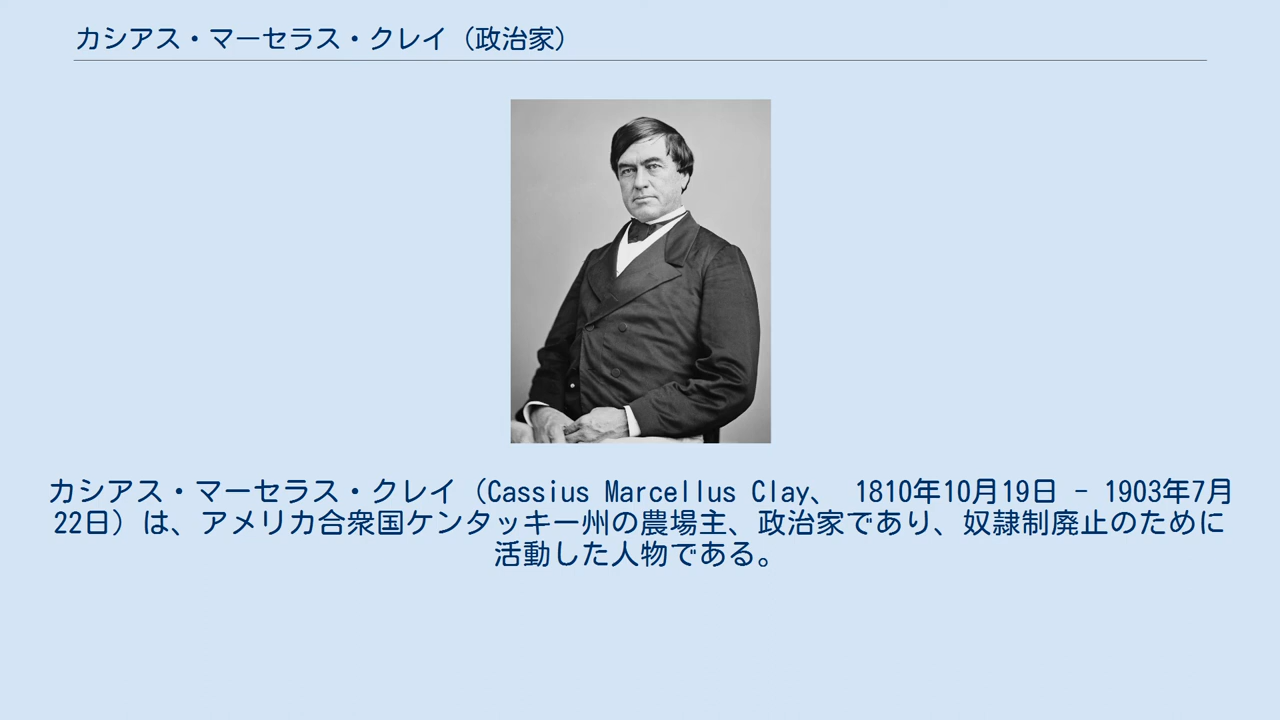 カシアス・マーセラス・クレイ（政治家）
カシアス・マーセラス・クレイ（Cassius Marcellus Clay、 1810年10月19日 - 1903年7月
22日）は、アメリカ合衆国ケンタッキー州の農場主、政治家であり、奴隷制廃止のために
活動した人物である。